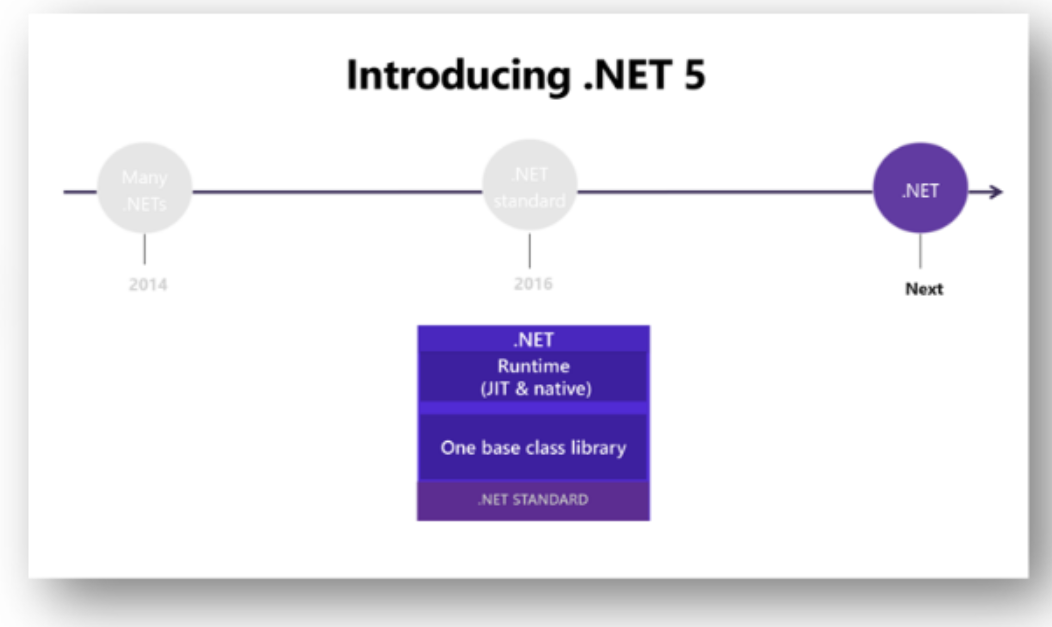 Introducing .NET 5
Many
.NETs
.NET
standard
.NET
2014
2016
Next
.NET
Runtime
(JIT & native)
One base class library
.NET STANDARD